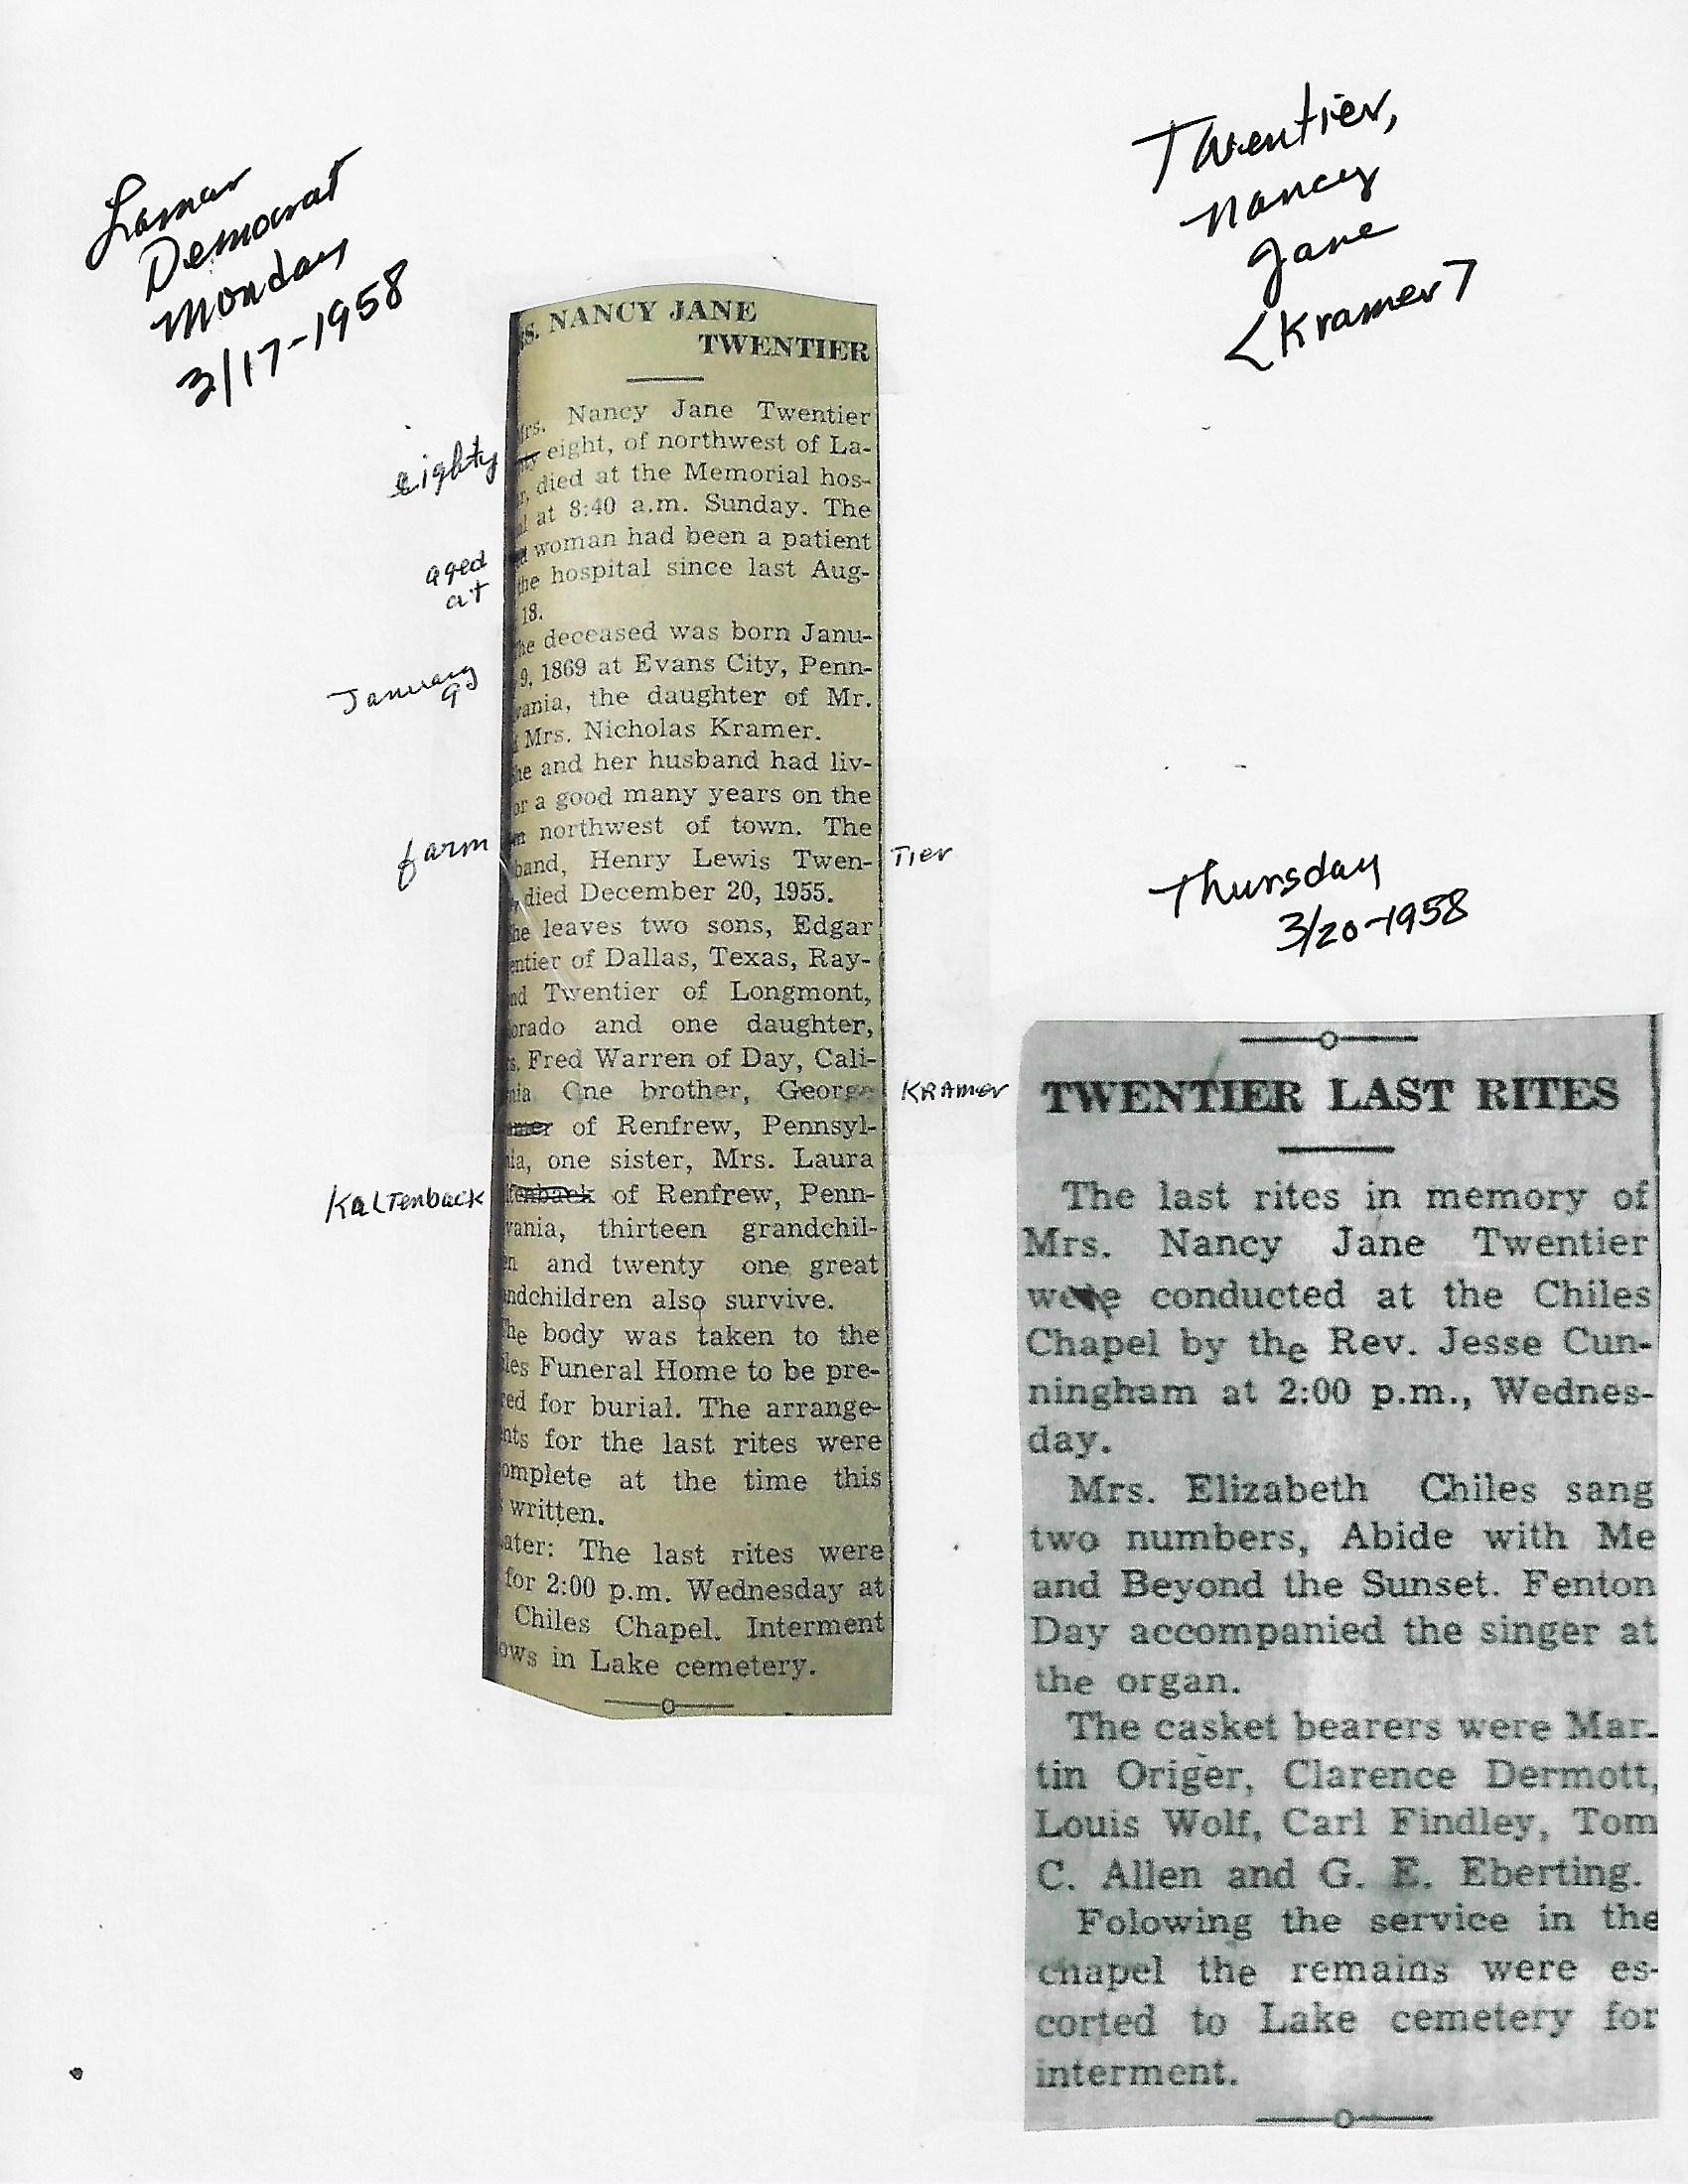 Lamar
Democrat
Monday
3/17-1958
Twentier,
Nancy
Jane
<Kramer>
S. NANCY JANE
TWENTIER
rs. Nancy Jane Twentier
eighty
eight, of northwest of La-
r, died at the Memorial hos-
al at 8:40 a.m. Sunday. The
aged
at
woman had been a patient
the hospital since last Aug-
18.
he deceased was born Janu-
January
9
9, 1869 at Evans City, Penn-
vania, the daughter of Mr.
Mrs. Nicholas Kramer.
he and her husband had liv-
or a good many years on the
farm
northwest of town. The
band, Henry Lewis Twen-
Tier
died December 20, 1955.
he leaves two sons, Edgar
entier of Dallas, Texas, Ray-
nd Twentier of Longmont,
orado and one daughter,
s. Fred Warren of Day, Cali-
nia One brother, George
KRAMER
mer of Renfrew, Pennsyl-
ia, one sister, Mrs. Laura
Kaltenback
tenback of Renfrew, Penn-
vania, thirteen grandchil-
n and twenty one great
ndchildren also survive.
he body was taken to the
les Funeral Home to be pre-
red for burial. The arrange-
nts for the last rites were
omplete at the time this
s written.
ater: The last rites were
for 2:00 p.m. Wednesday at
Chiles Chapel. Interment
ows in Lake cemetery.
Thursday
3/20-1958
TWENTIER LAST RITES
The last rites in memory of
Mrs. Nancy Jane Twentier
were conducted at the Chiles
Chapel by the Rev. Jesse Cun-
ningham at 2:00 p.m., Wednes-
day.
Mrs. Elizabeth Chiles sang
two numbers, Abide with Me
and Beyond the Sunset. Fenton
Day accompanied the singer at
the organ.
The casket bearers were Mar-
tin Origer, Clarence Dermott,
Louis Wolf, Carl Findley, Tom
C. Allen and G. E. Eberting.
Folowing the service in the
chapel the remains were es-
corted to Lake cemetery for
interment.